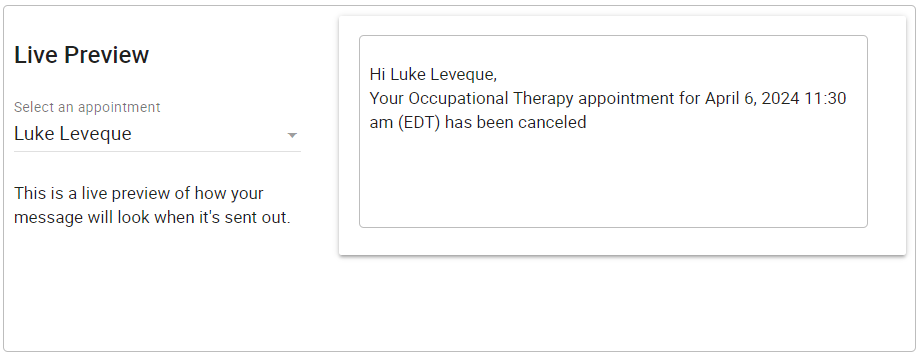 Live Preview
Select an appointment
Luke Leveque
This is a live preview of how your
message will look when it's sent out.
Hi Luke Leveque,
Your Occupational Therapy appointment for April 6, 2024 11:30
am (EDT) has been canceled